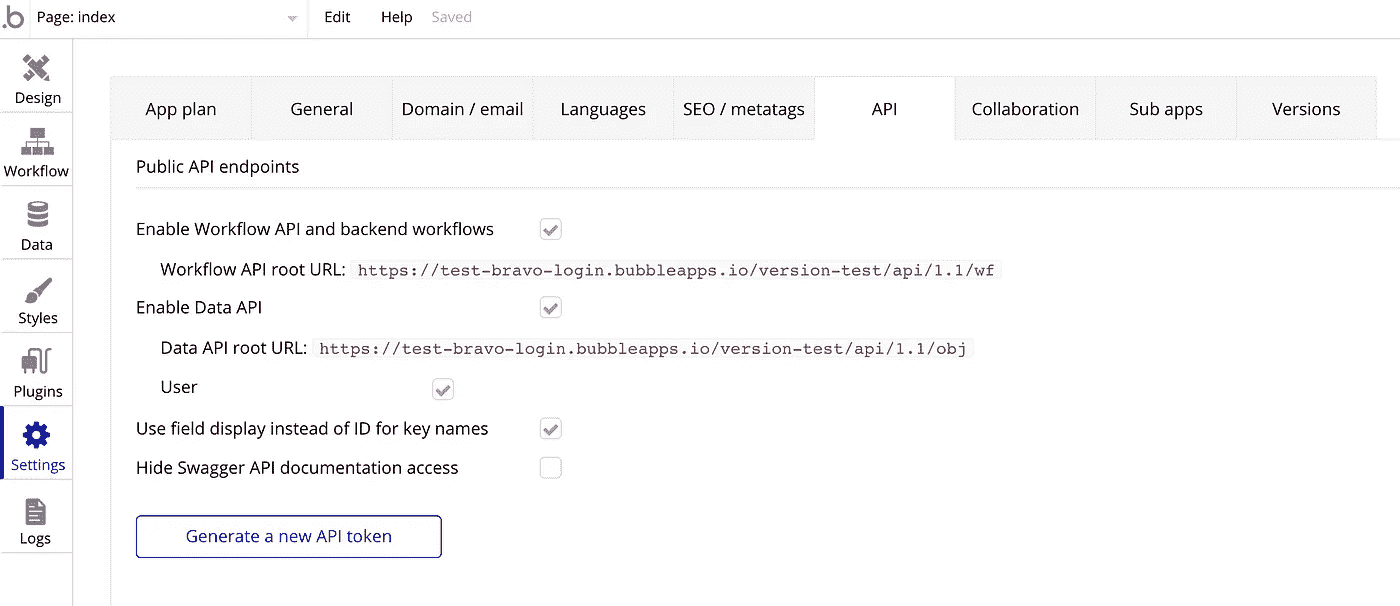 .b Page: index Edit Help Saved
Design
Workflow
Data
Styles
Plugins
Settings
Logs
App plan General Domain / email Languages SEO / metatags API Collaboration Sub apps Versions
Public API endpoints
Enable Workflow API and backend workflows
Workflow API root URL: https://test-bravo-login.bubbleapps.io/version-test/api/1.1/wf
Enable Data API
Data API root URL: https://test-bravo-login.bubbleapps.io/version-test/api/1.1/obj
User
Use field display instead of ID for key names
Hide Swagger API documentation access
Generate a new API token